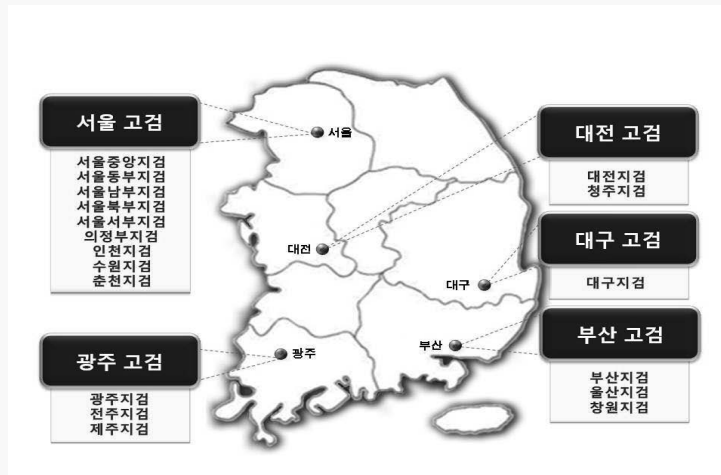 서울 고검
서울중앙지검
서울동부지검
서울남부지검
서울북부지검
서울서부지검
의정부지검
인천지검
수원지검
춘천지검
광주 고검
광주지검
전주지검
제주지검
서울
대전
대구
광주
부산
대전 고검
대전지검
청주지검
대구 고검
대구지검
부산 고검
부산지검
울산지검
창원지검